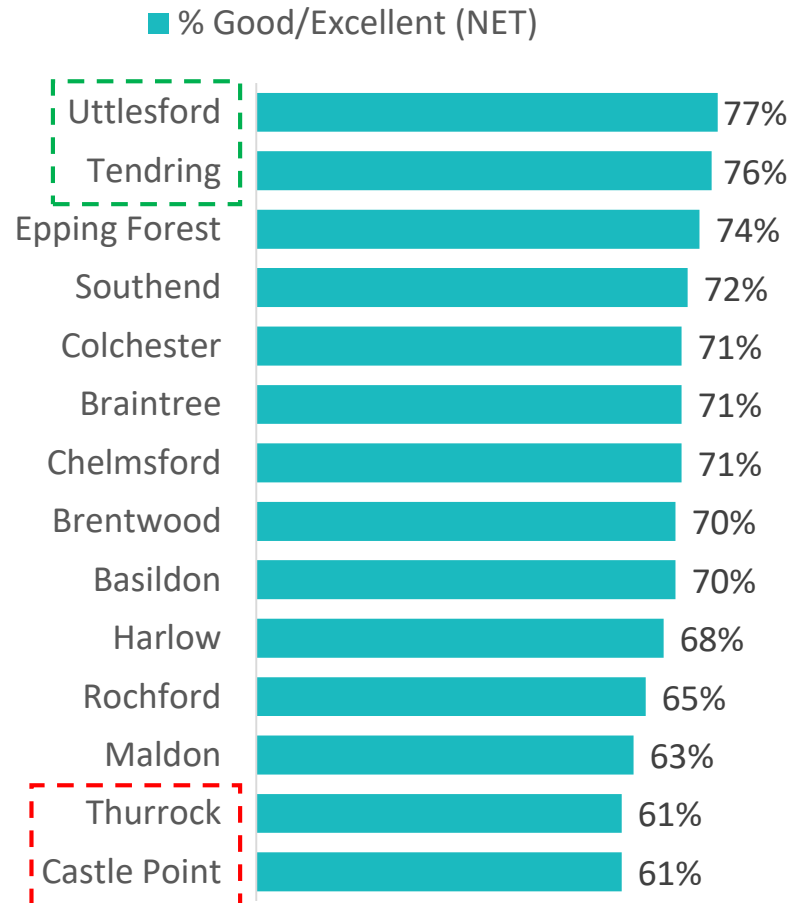 % Good/Excellent (NET)
Uttlesford 77%
Tendring 76%
Epping Forest 74%
Southend 72%
Colchester 71%
Braintree 71%
Chelmsford 71%
Brentwood 70%
Basildon 70%
Harlow 68%
Rochford 65%
Maldon 63%
Thurrock 61%
Castle Point 61%